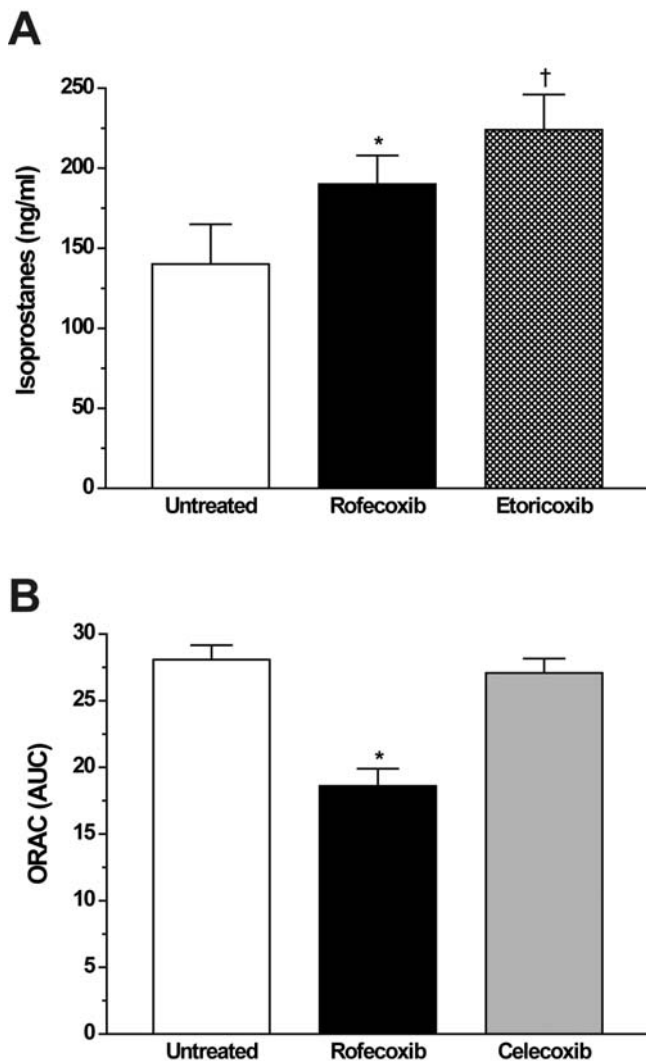 A
Isoprostanes (ng/ml)
250
200
150
100
50
0
*
†
Untreated Rofecoxib Etoricoxib
B
ORAC (AUC)
30
25
20
15
10
5
0
*
Untreated Rofecoxib Celecoxib